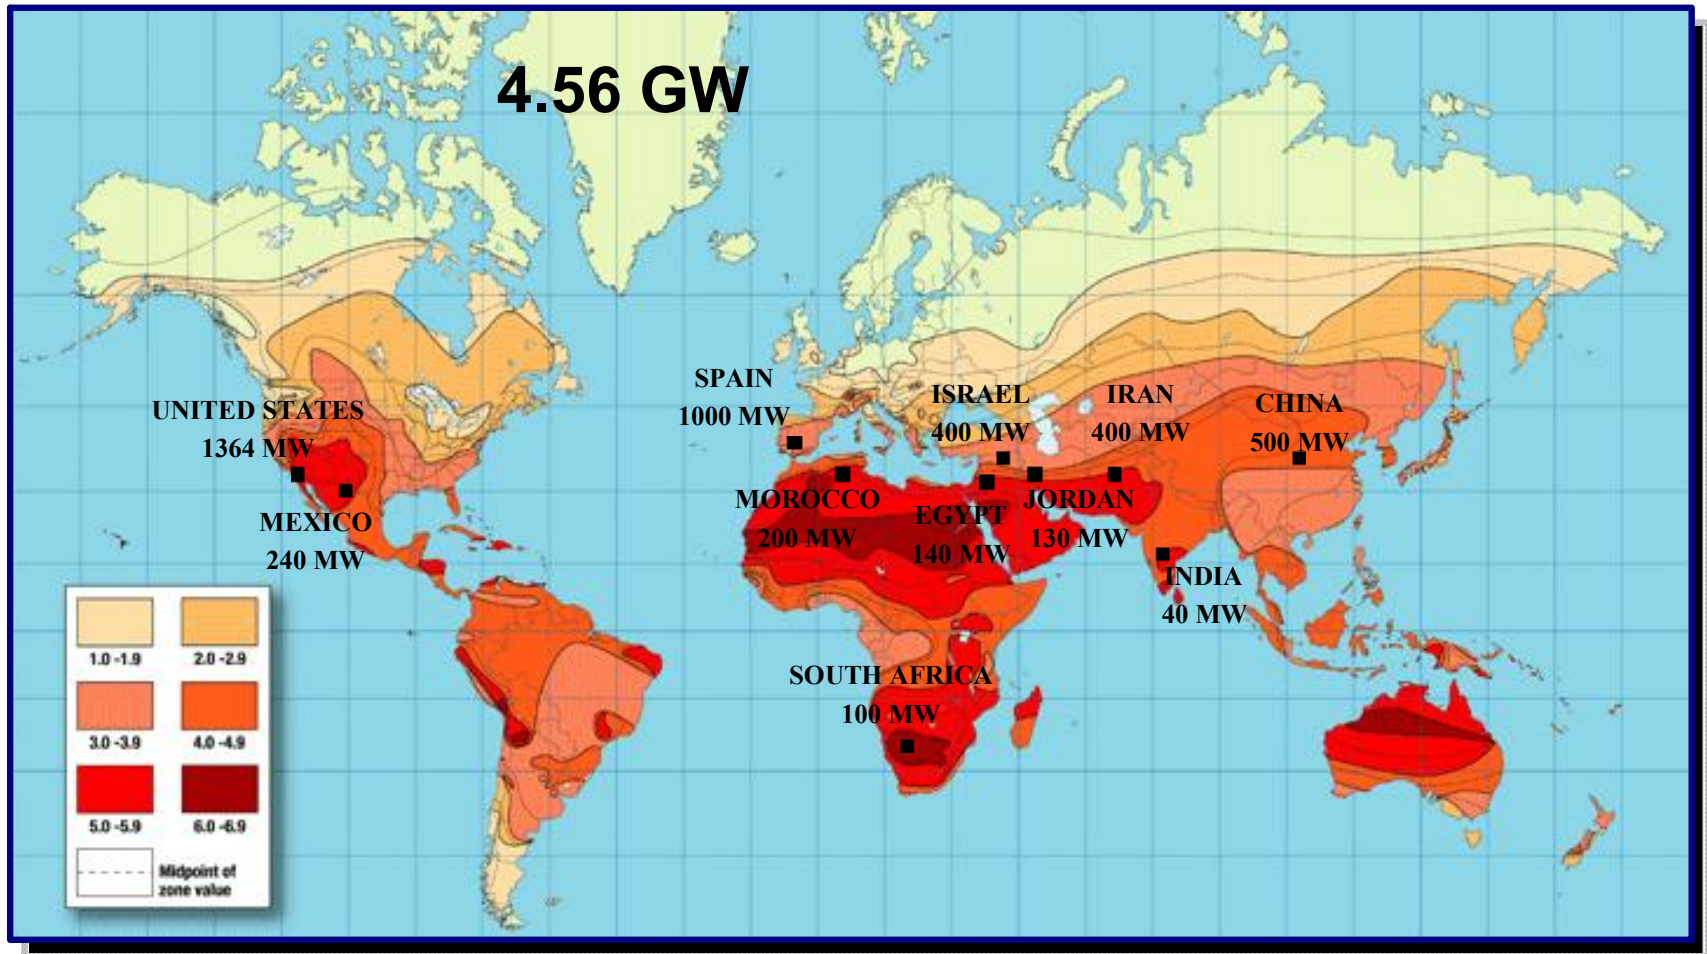 4.56 GW
SPAIN
1000 MW
ISRAEL
400 MW
IRAN
400 MW
CHINA
500 MW
UNITED STATES
1364 MW
MEXICO
240 MW
MOROCCO
200 MW
EGYPT
140 MW
JORDAN
130 MW
INDIA
40 MW
SOUTH AFRICA
100 MW
1.0 -1.9
2.0 -2.9
3.0 -3.9
4.0 -4.9
5.0 -5.9
6.0 -6.9
Midpoint of
zone value